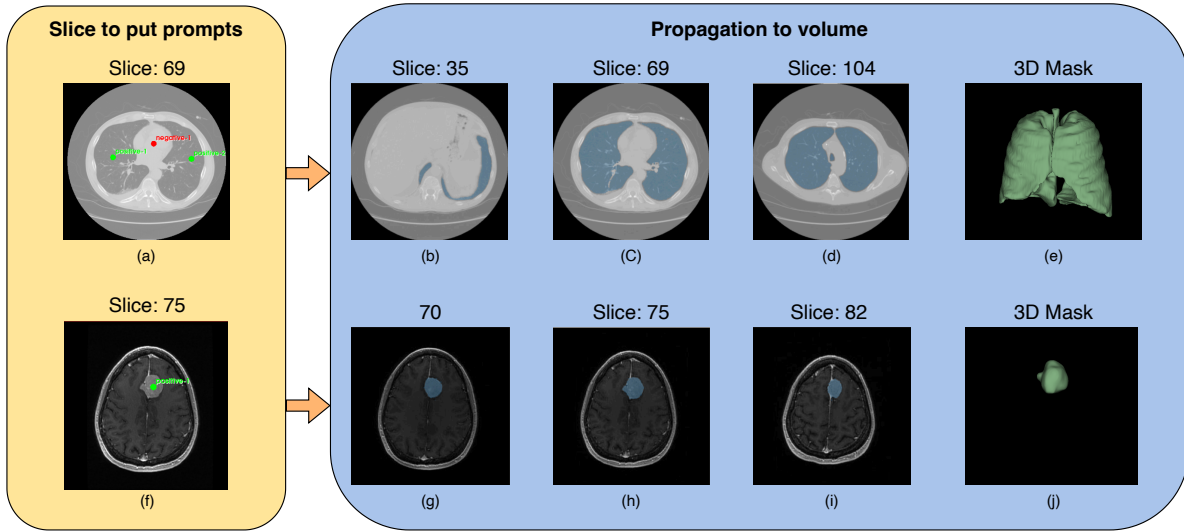 Slice to put prompts
Propagation to volume
Slice: 69
Slice: 35
Slice: 69
Slice: 104
3D Mask
negative-1
positive-1
positive-2
(a)
(b)
(C)
(d)
(e)
Slice: 75
70
Slice: 75
Slice: 82
3D Mask
positive-1
(f)
(g)
(h)
(i)
(j)